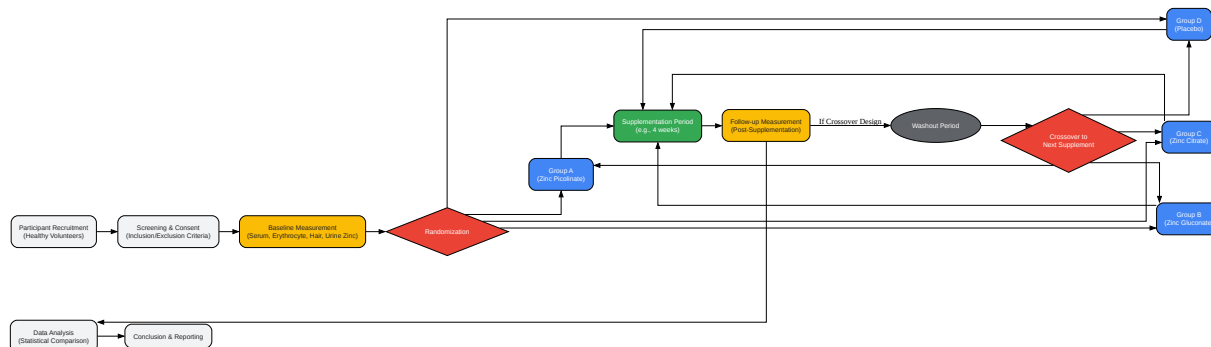 Group D
(Placebo)
Supplementation Period
(e.g., 4 weeks)
Follow-up Measurement
(Post-Supplementation)
If Crossover Design
Washout Period
Crossover to
Next Supplement
Group C
(Zinc Citrate)
Group A
(Zinc Picolinate)
Group B
(Zinc Gluconate)
Participant Recruitment
(Healthy Volunteers)
Screening & Consent
(Inclusion/Exclusion Criteria)
Baseline Measurement
(Serum, Erythrocyte, Hair, Urine Zinc)
Randomization
Data Analysis
(Statistical Comparison)
Conclusion & Reporting